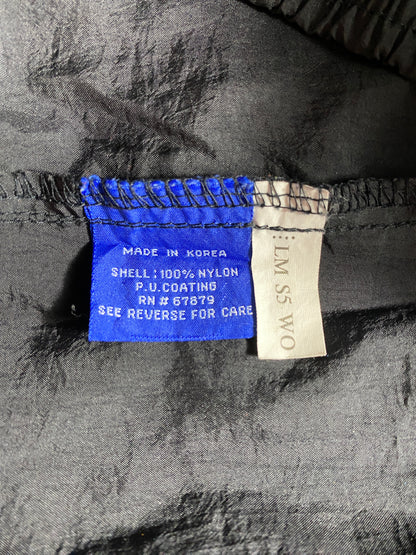 MADE IN KOREA
SHELL: 100% NYLON
P.U.COATING
RN # 67879
SEE REVERSE FOR CARE
LM S5 WO